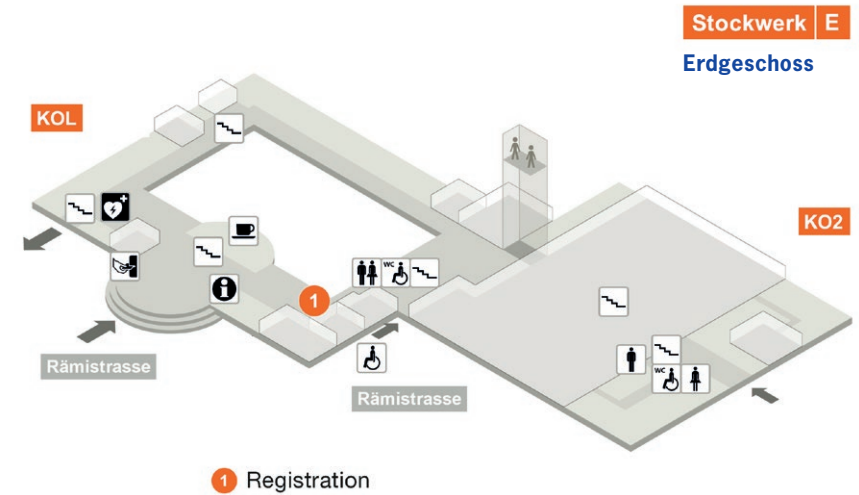 Stockwerk E
Erdgeschoss
KOL
KO2
WC
1
Rämistrasse
WC
Rämistrasse
1 Registration